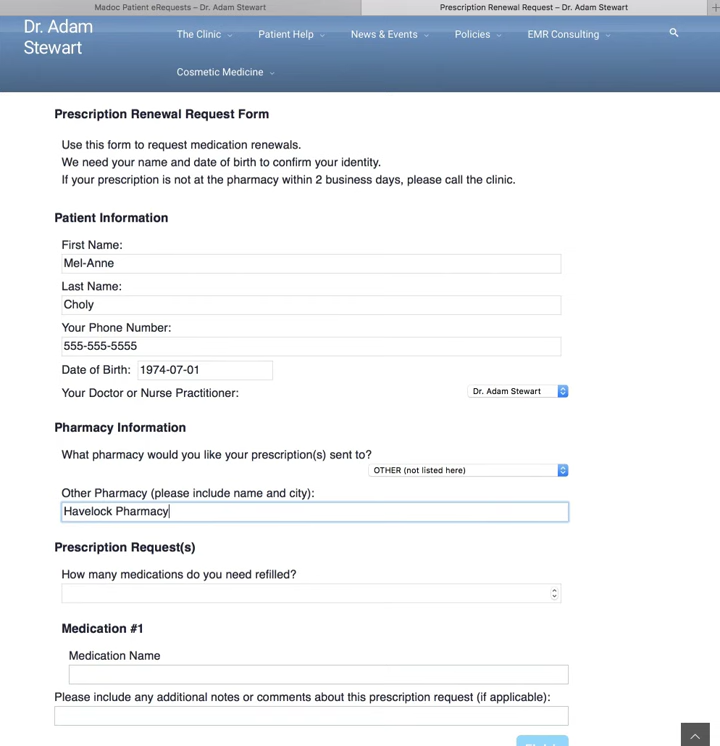 Madoc Patient eRequests – Dr. Adam Stewart
Prescription Renewal Request – Dr. Adam Stewart
Dr. Adam
Stewart
The Clinic
Patient Help
News & Events
Policies
EMR Consulting
Cosmetic Medicine
Prescription Renewal Request Form
Use this form to request medication renewals.
We need your name and date of birth to confirm your identity.
If your prescription is not at the pharmacy within 2 business days, please call the clinic.
Patient Information
First Name:
Mel-Anne
Last Name:
Choly
Your Phone Number:
555-555-5555
Date of Birth: 1974-07-01
Your Doctor or Nurse Practitioner: Dr. Adam Stewart
Pharmacy Information
What pharmacy would you like your prescription(s) sent to?
OTHER (not listed here)
Other Pharmacy (please include name and city):
Havelock Pharmacy
Prescription Request(s)
How many medications do you need refilled?
Medication #1
Medication Name
Please include any additional notes or comments about this prescription request (if applicable):